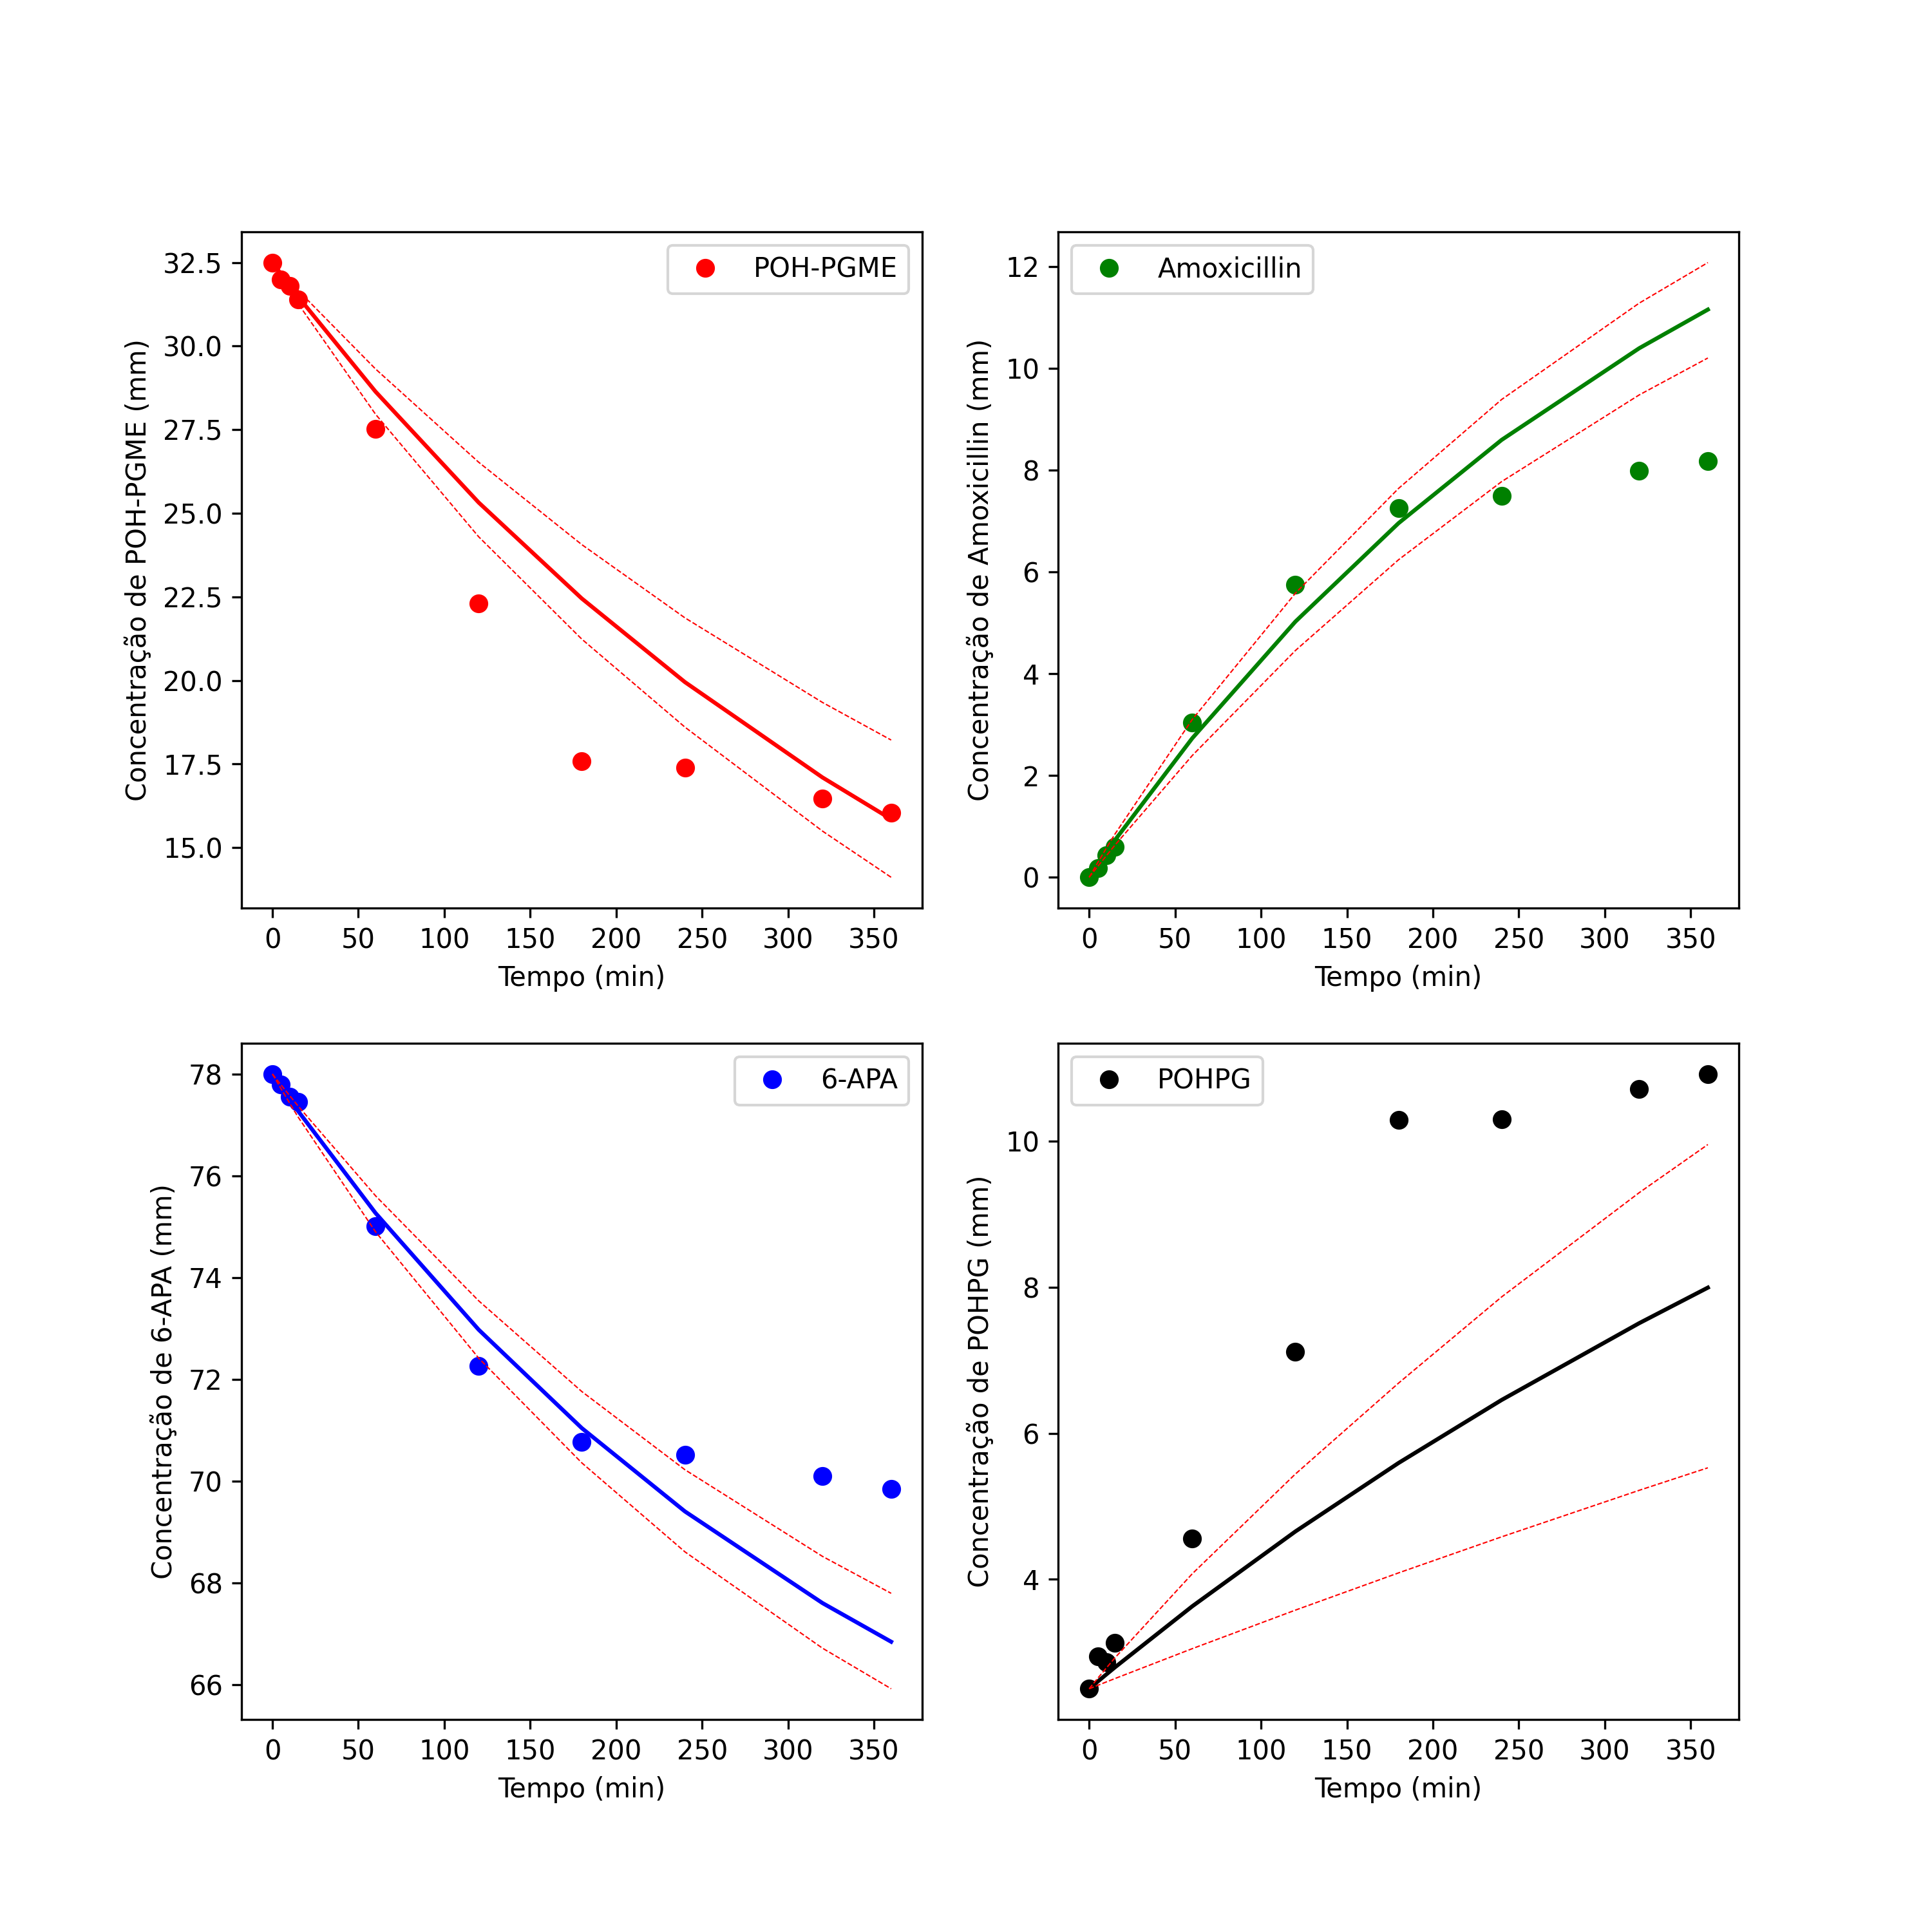 POH-PGME
Concentração de POH-PGME (mm)
32.5
30.0
27.5
25.0
22.5
20.0
17.5
15.0
0 50 100 150 200 250 300 350
Tempo (min)
Amoxicillin
Concentração de Amoxicillin (mm)
12
10
8
6
4
2
0
0 50 100 150 200 250 300 350
Tempo (min)
6-APA
Concentração de 6-APA (mm)
78
76
74
72
70
68
66
0 50 100 150 200 250 300 350
Tempo (min)
POHPG
Concentração de POHPG (mm)
10
8
6
4
0 50 100 150 200 250 300 350
Tempo (min)